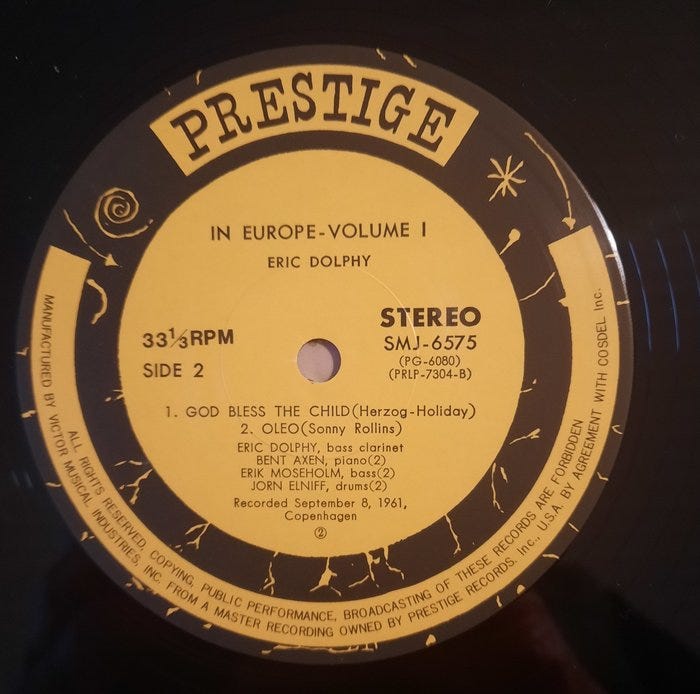 PRESTIGE
IN EUROPE-VOLUME I
ERIC DOLPHY
33⅓RPM
SIDE 2
STEREO
SMJ-6575
(PG-6080)
(PRLP-7304-B)
1. GOD BLESS THE CHILD(Herzog-Holiday)
2. OLEO(Sonny Rollins)
ERIC DOLPHY, bass clarinet
BENT AXEN, piano(2)
ERIK MOSEHOLM, bass(2)
JORN ELNIFF, drums(2)
Recorded September 8, 1961,
Copenhagen
②
ALL RIGHTS RESERVED, COPYING, PUBLIC PERFORMANCE, BROADCASTING OF THESE RECORDS ARE FORBIDDEN
MANUFACTURED BY VICTOR MUSICAL INDUSTRIES, INC. FROM A MASTER RECORDING OWNED BY PRESTIGE RECORDS, Inc., U.S.A. BY AGREEMENT WITH COSDEL Inc.